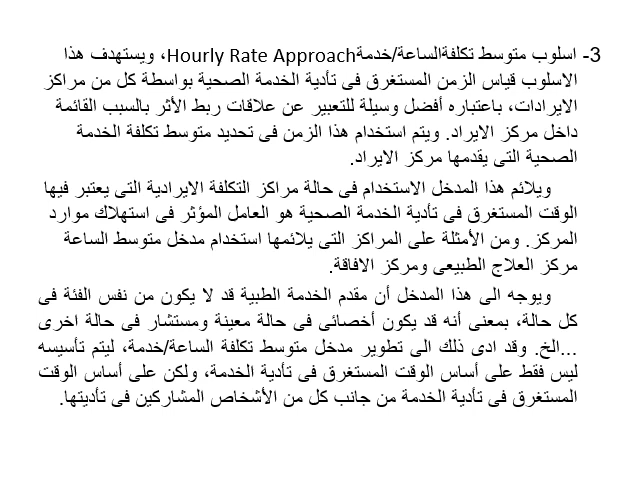 3- اسلوب متوسط تكلفةالساعة/خدمةHourly Rate Approach، ويستهدف هذا
الاسلوب قياس الزمن المستغرق فى تأدية الخدمة الصحية بواسطة كل من مراكز
الايرادات، باعتباره أفضل وسيلة للتعبير عن علاقات ربط الأثر بالسبب القائمة
داخل مركز الايراد. ويتم استخدام هذا الزمن فى تحديد متوسط تكلفة الخدمة
الصحية التى يقدمها مركز الايراد.
ويلائم هذا المدخل الاستخدام فى حالة مراكز التكلفة الايرادية التى يعتبر فيها
الوقت المستغرق فى تأدية الخدمة الصحية هو العامل المؤثر فى استهلاك موارد
المركز. ومن الأمثلة على المراكز التى يلائمها استخدام مدخل متوسط الساعة
مركز العلاج الطبيعى ومركز الافاقة.
ويوجه الى هذا المدخل أن مقدم الخدمة الطبية قد لا يكون من نفس الفئة فى
كل حالة، بمعنى أنه قد يكون أخصائى فى حالة معينة ومستشار فى حالة اخرى
...الخ. وقد ادى ذلك الى تطوير مدخل متوسط تكلفة الساعة/خدمة، ليتم تأسيسه
ليس فقط على أساس الوقت المستغرق فى تأدية الخدمة، ولكن على أساس الوقت
المستغرق فى تأدية الخدمة من جانب كل من الأشخاص المشاركين فى تأديتها.